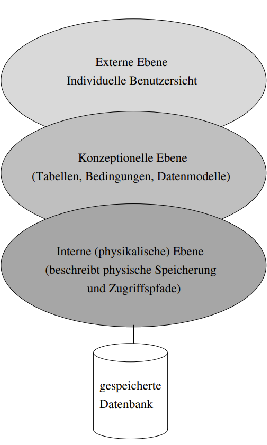 Externe Ebene
Individuelle Benutzersicht
Konzeptionelle Ebene
(Tabellen, Bedingungen, Datenmodelle)
Interne (physikalische) Ebene
(beschreibt physische Speicherung
und Zugriffspfade)
gespeicherte
Datenbank